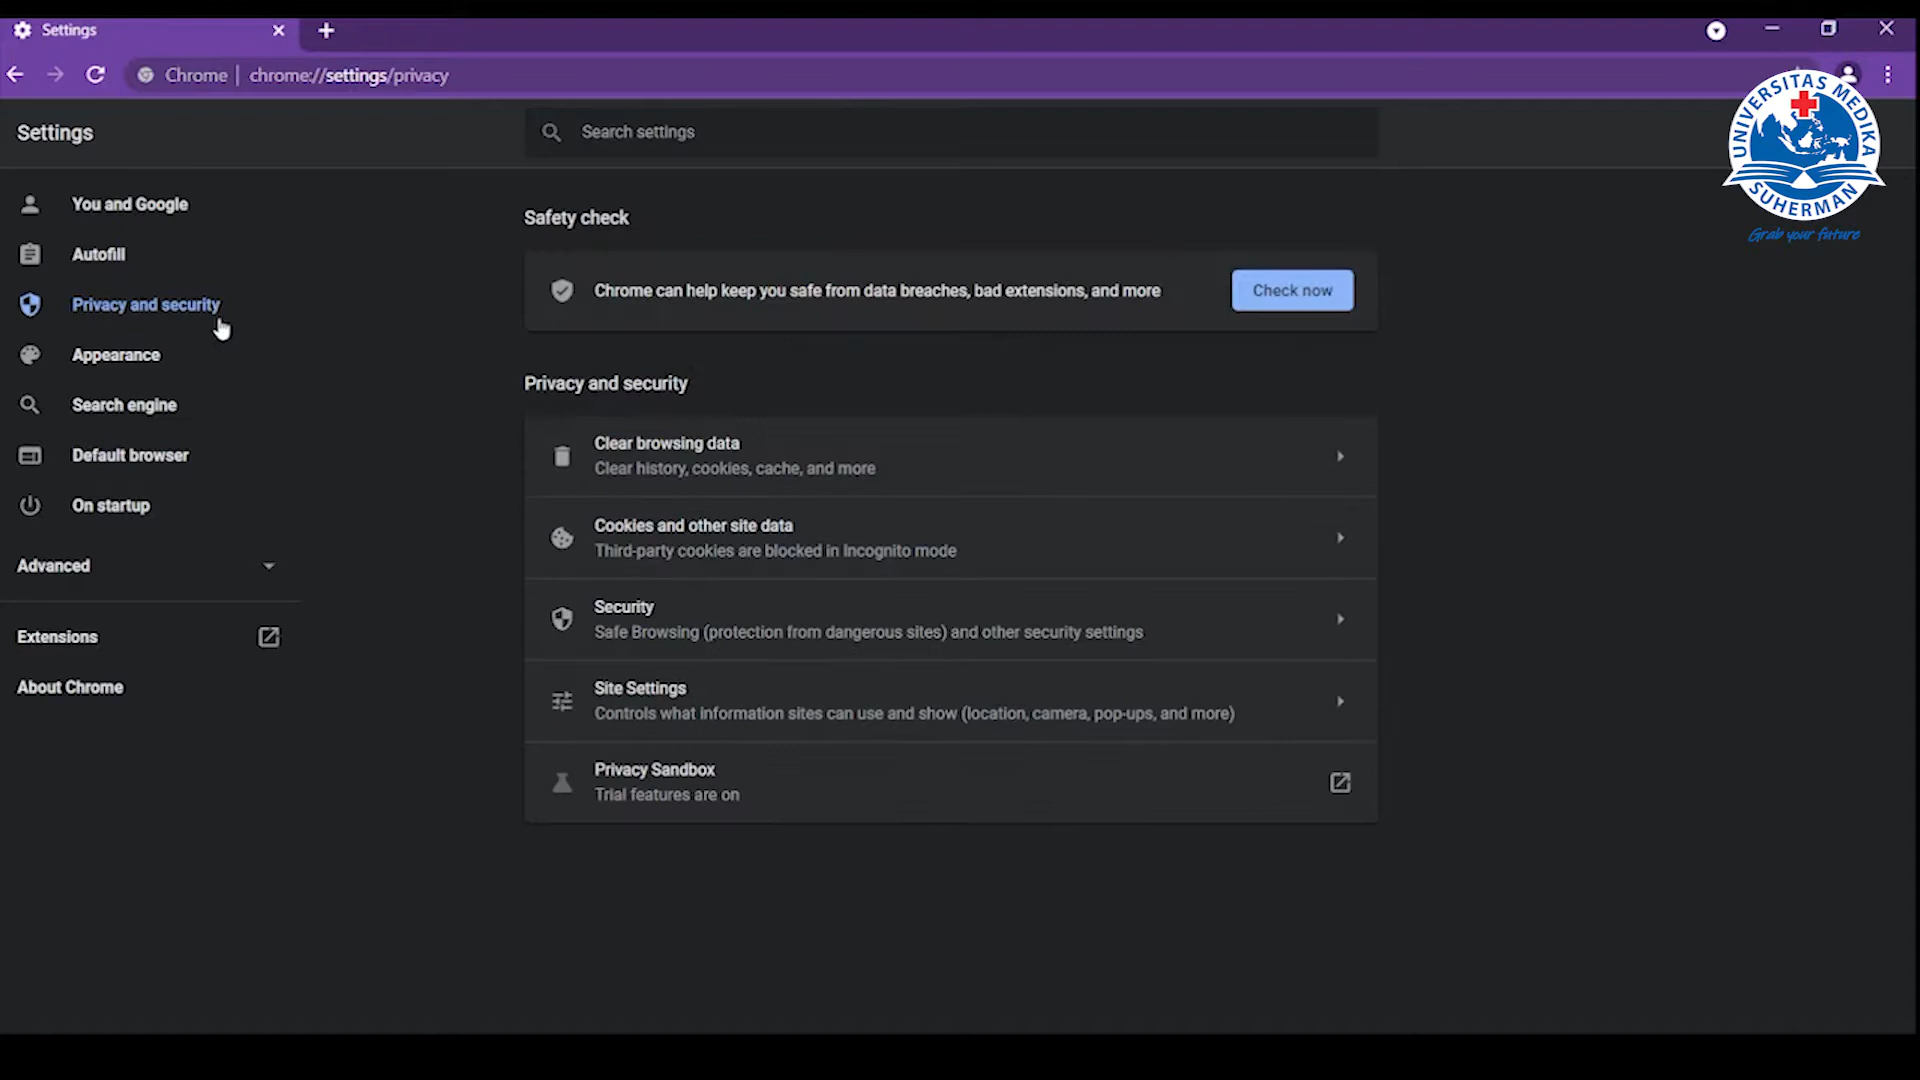 Settings
Chrome | chrome://settings/privacy
Settings
Search settings
UNIVERSITAS MEDIKA
SUHERMAN
Grab your future
You and Google
Autofill
Privacy and security
Appearance
Search engine
Default browser
On startup
Advanced
Extensions
About Chrome
Safety check
Chrome can help keep you safe from data breaches, bad extensions, and more
Check now
Privacy and security
Clear browsing data
Clear history, cookies, cache, and more
Cookies and other site data
Third-party cookies are blocked in Incognito mode
Security
Safe Browsing (protection from dangerous sites) and other security settings
Site Settings
Controls what information sites can use and show (location, camera, pop-ups, and more)
Privacy Sandbox
Trial features are on